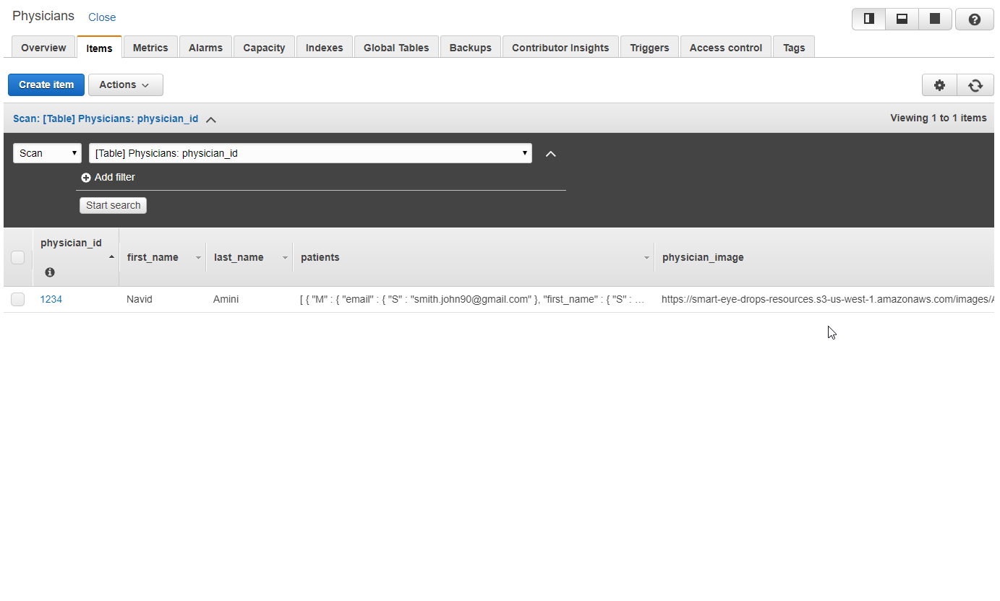 Physicians Close
Overview Items Metrics Alarms Capacity Indexes Global Tables Backups Contributor Insights Triggers Access control Tags
Create item Actions
Scan: [Table] Physicians: physician_id Viewing 1 to 1 items
Scan [Table] Physicians: physician_id
Add filter
Start search
physician_id first_name last_name patients physician_image
1234 Navid Amini [ { "M" : { "email" : { "S" : "smith.john90@gmail.com" }, "first_name" : { "S" : … https://smart-eye-drops-resources.s3-us-west-1.amazonaws.com/images/A